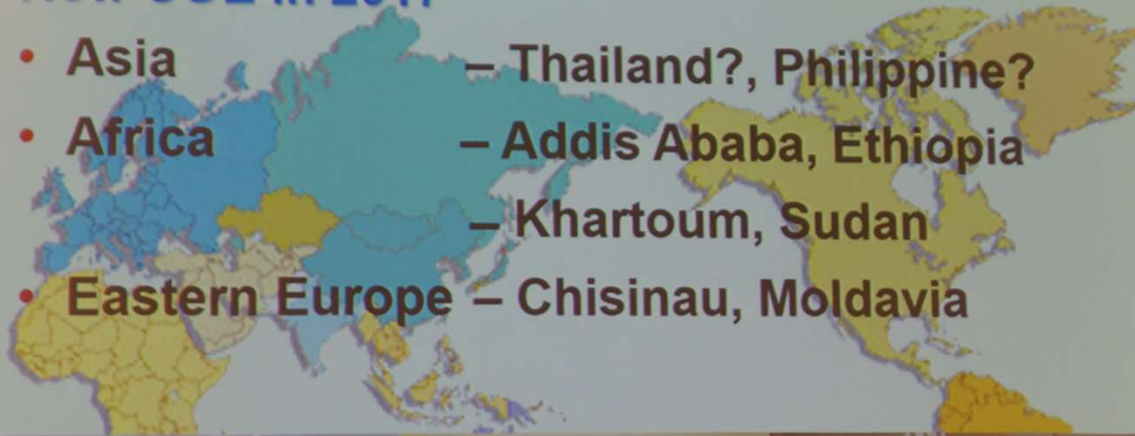 • Asia – Thailand?, Philippine?
• Africa – Addis Ababa, Ethiopia
– Khartoum, Sudan
• Eastern Europe – Chisinau, Moldavia